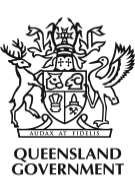 AUDAX AT FIDELIS
QUEENSLAND
GOVERNMENT